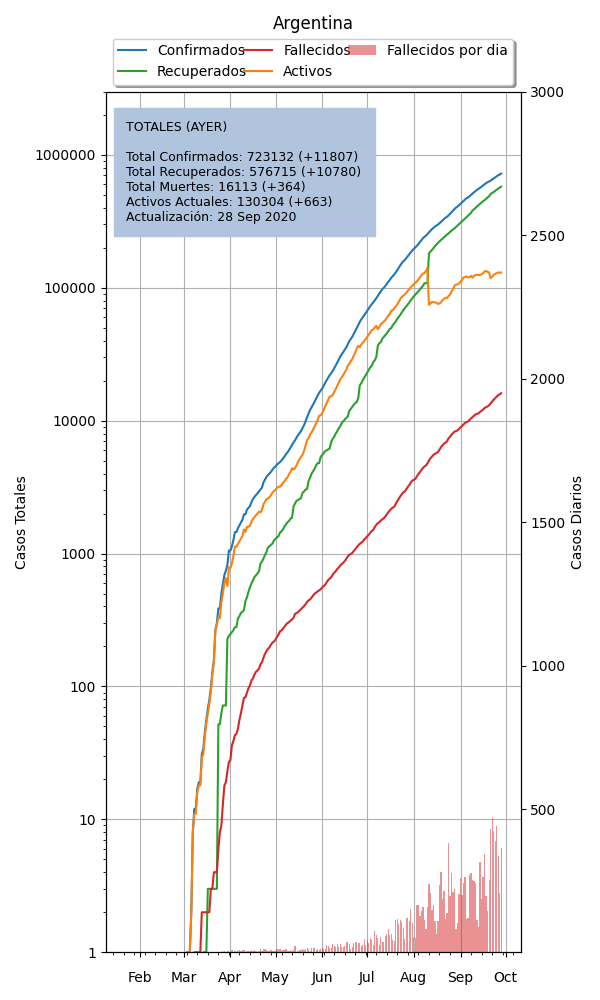 Argentina
Confirmados
Fallecidos
Fallecidos por dia
Recuperados
Activos
TOTALES (AYER)
Total Confirmados: 723132 (+11807)
Total Recuperados: 576715 (+10780)
Total Muertes: 16113 (+364)
Activos Actuales: 130304 (+663)
Actualización: 28 Sep 2020
Casos Totales
1000000
100000
10000
1000
100
10
1
Casos Diarios
3000
2500
2000
1500
1000
500
Feb Mar Apr May Jun Jul Aug Sep Oct